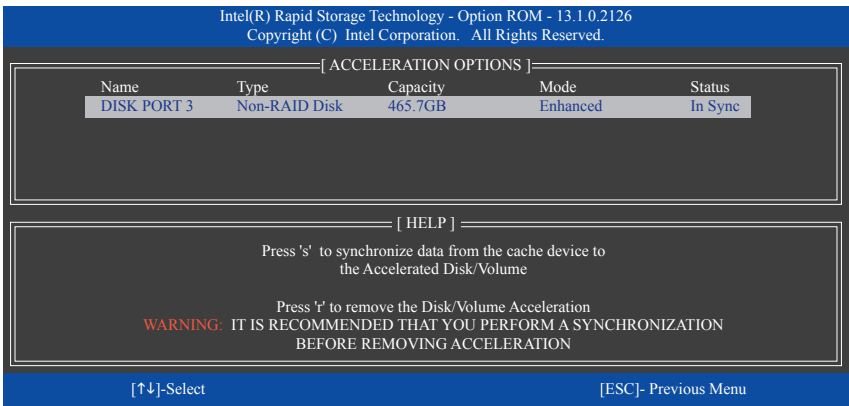 Intel(R) Rapid Storage Technology - Option ROM - 13.1.0.2126
Copyright (C) Intel Corporation. All Rights Reserved.
[ ACCELERATION OPTIONS ]
Name Type Capacity Mode Status
DISK PORT 3 Non-RAID Disk 465.7GB Enhanced In Sync
[ HELP ]
Press 's' to synchronize data from the cache device to
the Accelerated Disk/Volume
Press 'r' to remove the Disk/Volume Acceleration
WARNING: IT IS RECOMMENDED THAT YOU PERFORM A SYNCHRONIZATION
BEFORE REMOVING ACCELERATION
[↑↓]-Select [ESC]- Previous Menu